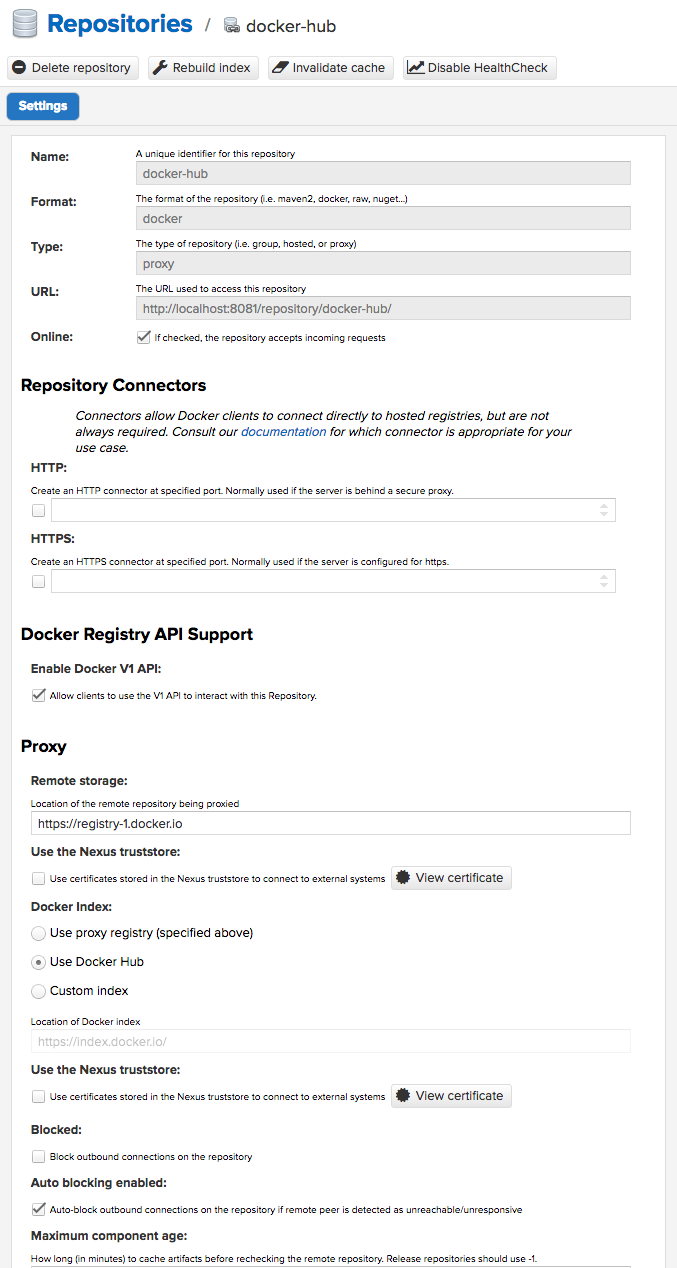 Repositories / docker-hub
Delete repository Rebuild index Invalidate cache Disable HealthCheck
Settings
Name:
A unique identifier for this repository
docker-hub
Format:
The format of the repository (i.e. maven2, docker, raw, nuget...)
docker
Type:
The type of repository (i.e. group, hosted, or proxy)
proxy
URL:
The URL used to access this repository
http://localhost:8081/repository/docker-hub/
Online:
If checked, the repository accepts incoming requests
Repository Connectors
Connectors allow Docker clients to connect directly to hosted registries, but are not
always required. Consult our documentation for which connector is appropriate for your
use case.
HTTP:
Create an HTTP connector at specified port. Normally used if the server is behind a secure proxy.
HTTPS:
Create an HTTPS connector at specified port. Normally used if the server is configured for https.
Docker Registry API Support
Enable Docker V1 API:
Allow clients to use the V1 API to interact with this Repository.
Proxy
Remote storage:
Location of the remote repository being proxied
https://registry-1.docker.io
Use the Nexus truststore:
Use certificates stored in the Nexus truststore to connect to external systems View certificate
Docker Index:
Use proxy registry (specified above)
Use Docker Hub
Custom index
Location of Docker index
https://index.docker.io/
Use the Nexus truststore:
Use certificates stored in the Nexus truststore to connect to external systems View certificate
Blocked:
Block outbound connections on the repository
Auto blocking enabled:
Auto-block outbound connections on the repository if remote peer is detected as unreachable/unresponsive
Maximum component age:
How long (in minutes) to cache artifacts before rechecking the remote repository. Release repositories should use -1.